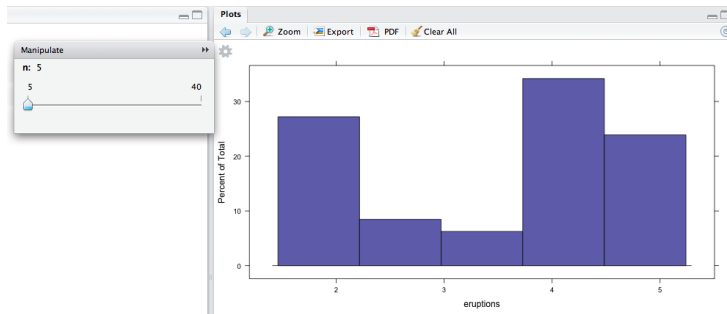 Plots
Zoom Export PDF Clear All
Manipulate
n: 5
5 40
Percent of Total
30
20
10
0
2 3 4 5
eruptions